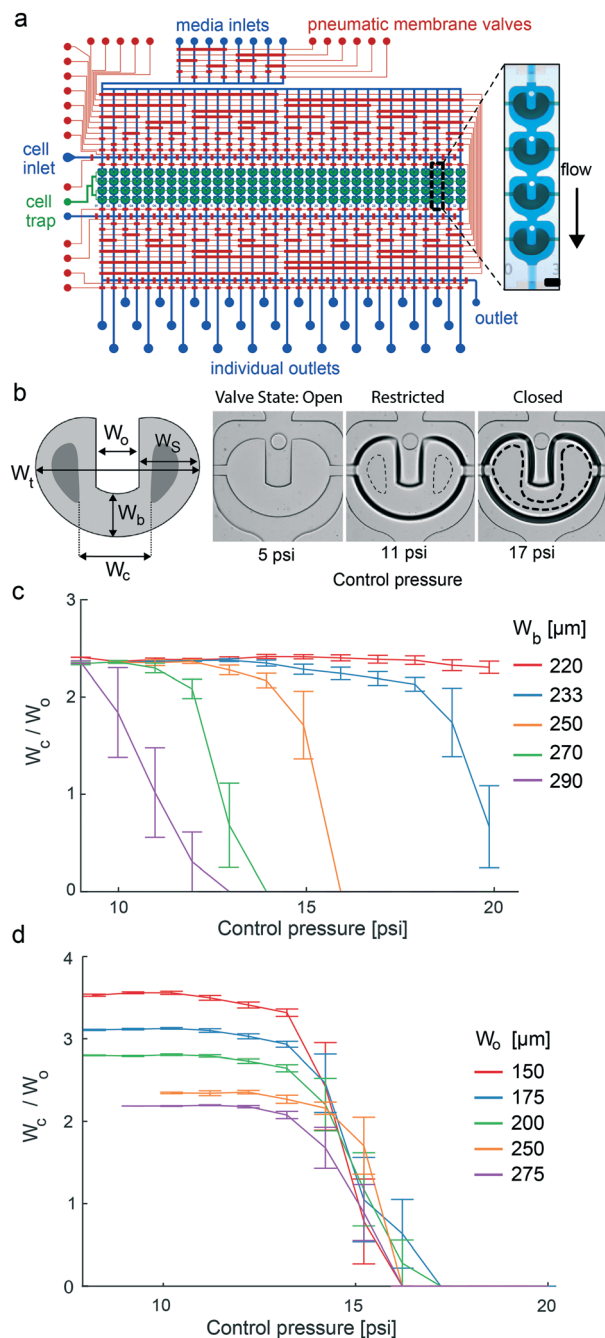 a
media inlets
pneumatic membrane valves
cell
inlet
cell
trap
flow
0 3
outlet
individual outlets
b
Valve State: Open Restricted Closed
Wo
WS
Wt
Wb
Wc
5 psi 11 psi 17 psi
Control pressure
c
Wb [µm]
220
233
250
270
290
Wc / Wo
3
2
1
0
10 15 20
Control pressure [psi]
d
Wo [µm]
150
175
200
250
275
Wc / Wo
4
3
2
1
0
10 15 20
Control pressure [psi]